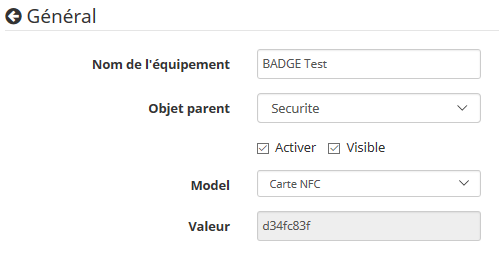 Général
Nom de l'équipement BADGE Test
Objet parent Securite
Activer Visible
Model Carte NFC
Valeur d34fc83f